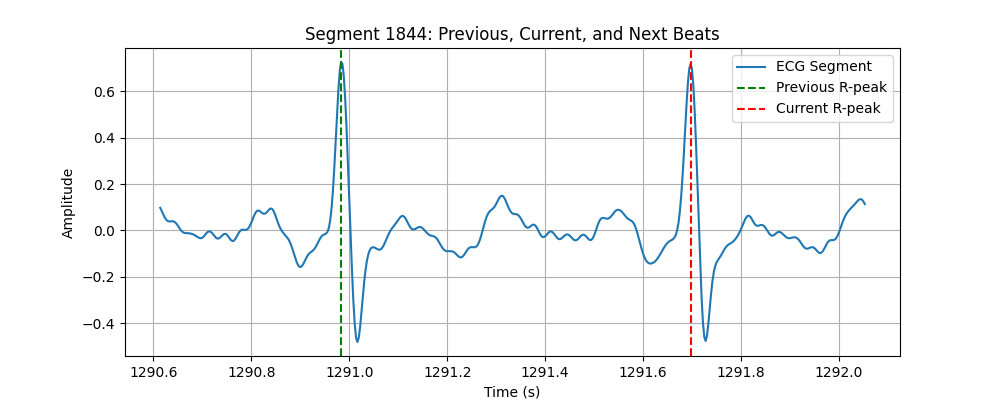 Segment 1844: Previous, Current, and Next Beats
ECG Segment
Previous R-peak
Current R-peak
Amplitude
0.6
0.4
0.2
0.0
−0.2
−0.4
1290.6 1290.8 1291.0 1291.2 1291.4 1291.6 1291.8 1292.0
Time (s)